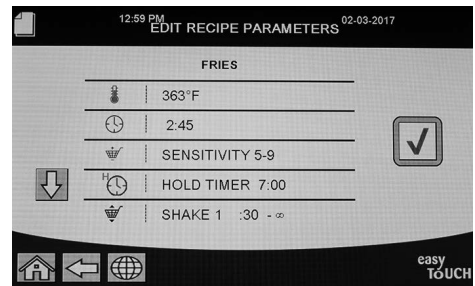 12:59 PM
EDIT RECIPE PARAMETERS
02-03-2017
FRIES
363°F
2:45
SENSITIVITY 5-9
H
HOLD TIMER 7:00
SHAKE 1 :30 - ∞
easy
TOUCH